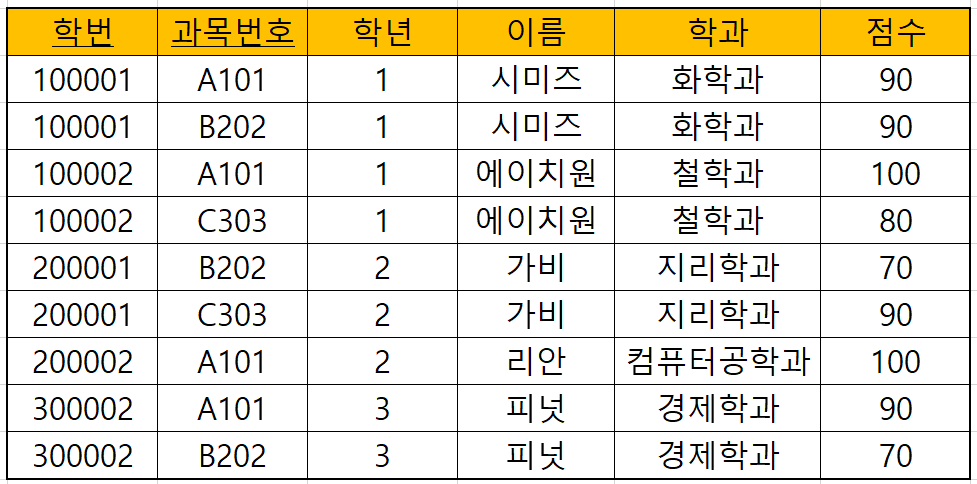 학번 과목번호 학년 이름 학과 점수
100001 A101 1 시미즈 화학과 90
100001 B202 1 시미즈 화학과 90
100002 A101 1 에이치원 철학과 100
100002 C303 1 에이치원 철학과 80
200001 B202 2 가비 지리학과 70
200001 C303 2 가비 지리학과 90
200002 A101 2 리안 컴퓨터공학과 100
300002 A101 3 피넛 경제학과 90
300002 B202 3 피넛 경제학과 70